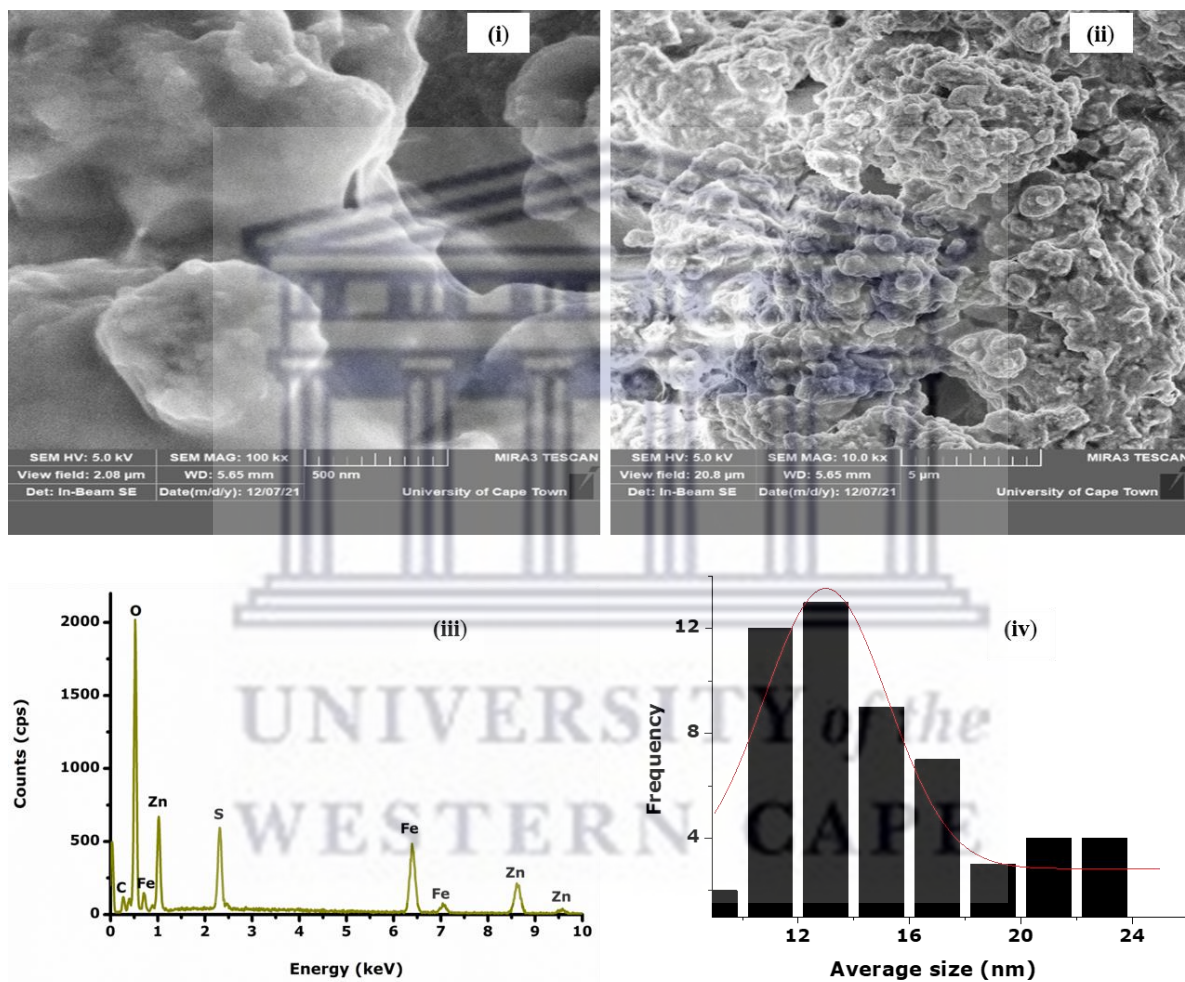 (i)
SEM HV: 5.0 kV
SEM MAG: 100 kx
MIRA3 TESCAN
View field: 2.08 µm
WD: 5.65 mm
500 nm
Det: In-Beam SE
Date(m/d/y): 12/07/21
University of Cape Town
(ii)
SEM HV: 5.0 kV
SEM MAG: 10.0 kx
MIRA3 TESCAN
View field: 20.8 µm
WD: 5.65 mm
5 µm
Det: In-Beam SE
Date(m/d/y): 12/07/21
University of Cape Town
(iii)
Counts (cps)
2000
1500
1000
500
0
O
Zn
C
Fe
S
Fe
Fe
Zn
Zn
0 1 2 3 4 5 6 7 8 9 10
Energy (keV)
(iv)
Frequency
12
8
4
12 16 20 24
Average size (nm)
UNIVERSITY of the
WESTERN CAPE